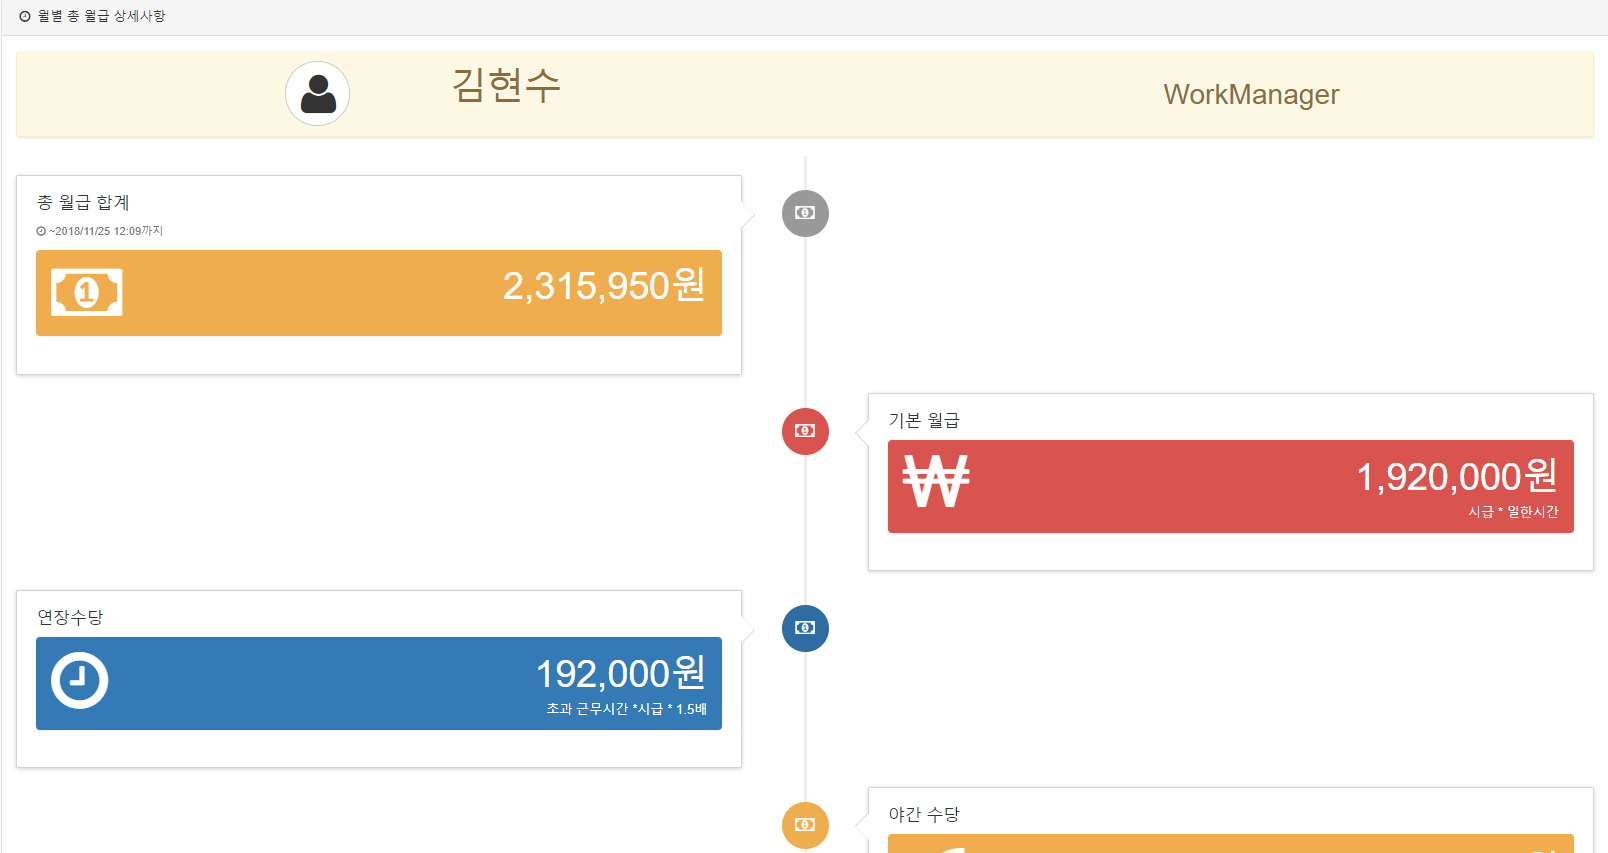 월별 총 월급 상세사항
김현수
WorkManager
총 월급 합계
~2018/11/25 12:09까지
2,315,950원
기본 월급
1,920,000원
시급 * 일한시간
연장수당
192,000원
초과 근무시간 *시급 * 1.5배
야간 수당